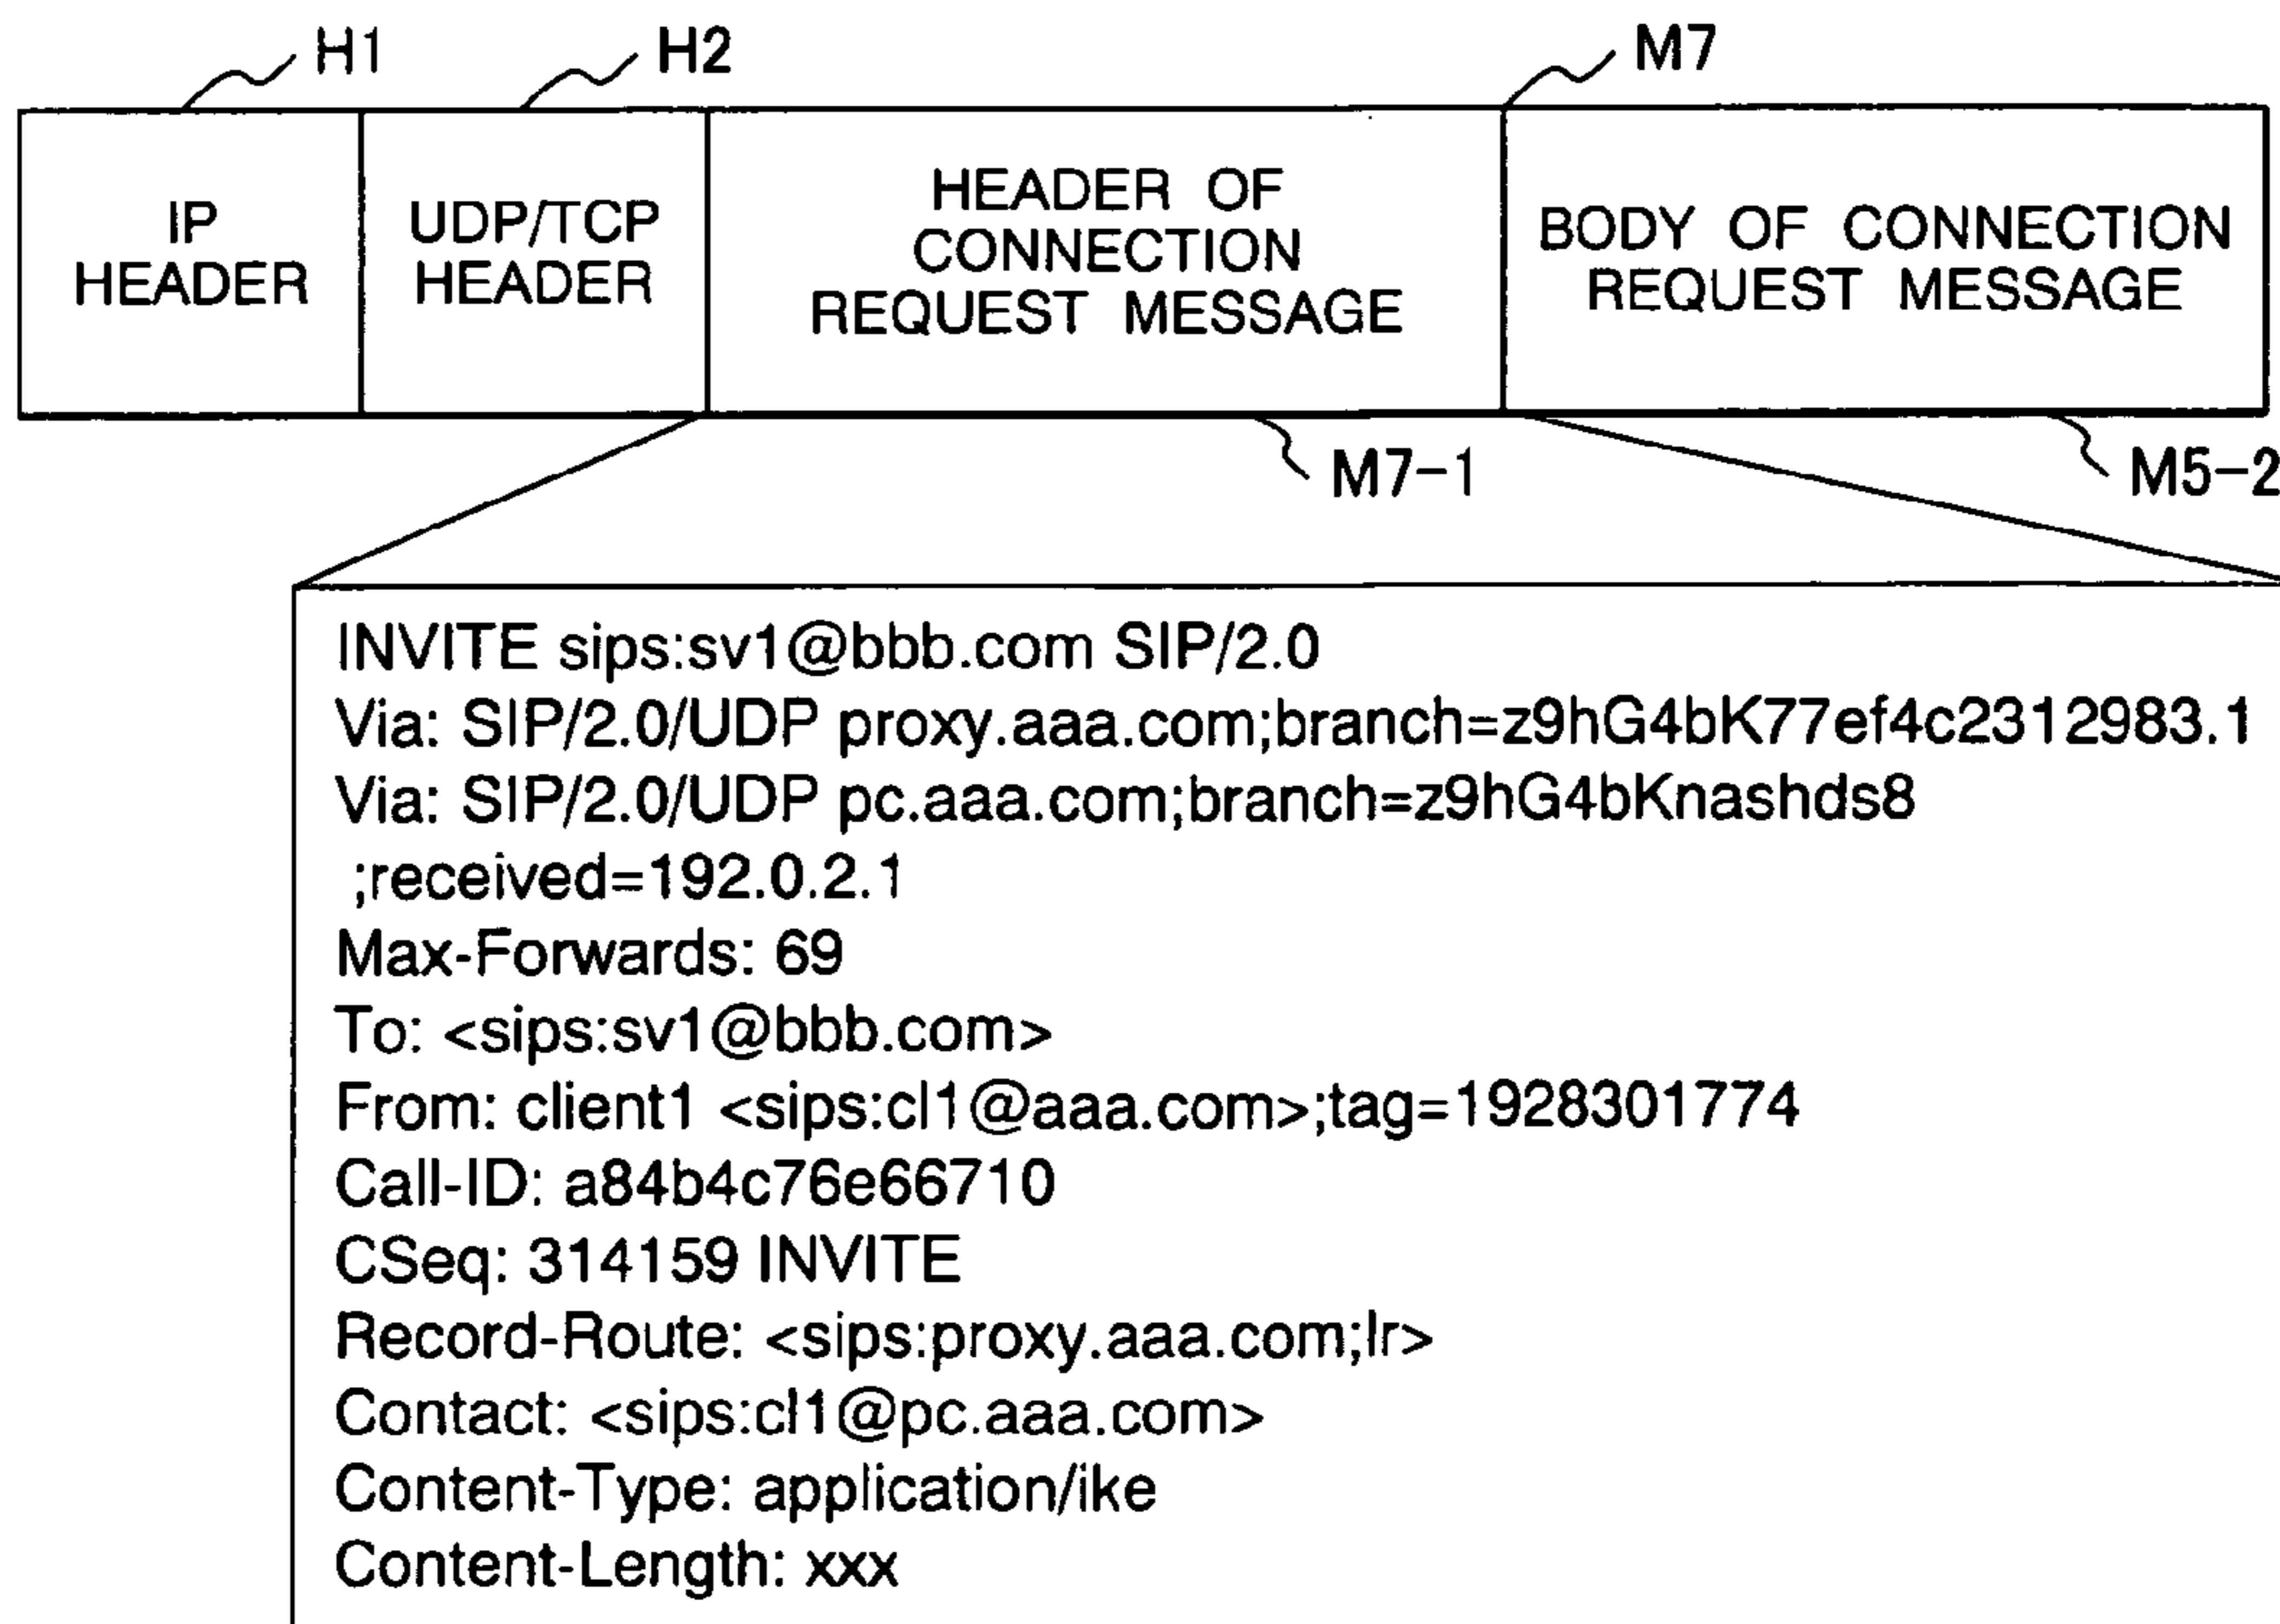 H1
H2
M7
IP
HEADER
UDP/TCP
HEADER
HEADER OF
CONNECTION
REQUEST MESSAGE
BODY OF CONNECTION
REQUEST MESSAGE
M7-1
M5-2
INVITE sips:sv1@bbb.com SIP/2.0
Via: SIP/2.0/UDP proxy.aaa.com;branch=z9hG4bK77ef4c2312983.1
Via: SIP/2.0/UDP pc.aaa.com;branch=z9hG4bKnashds8
;received=192.0.2.1
Max-Forwards: 69
To: <sips:sv1@bbb.com>
From: client1 <sips:cl1@aaa.com>;tag=1928301774
Call-ID: a84b4c76e66710
CSeq: 314159 INVITE
Record-Route: <sips:proxy.aaa.com;lr>
Contact: <sips:cl1@pc.aaa.com>
Content-Type: application/ike
Content-Length: xxx